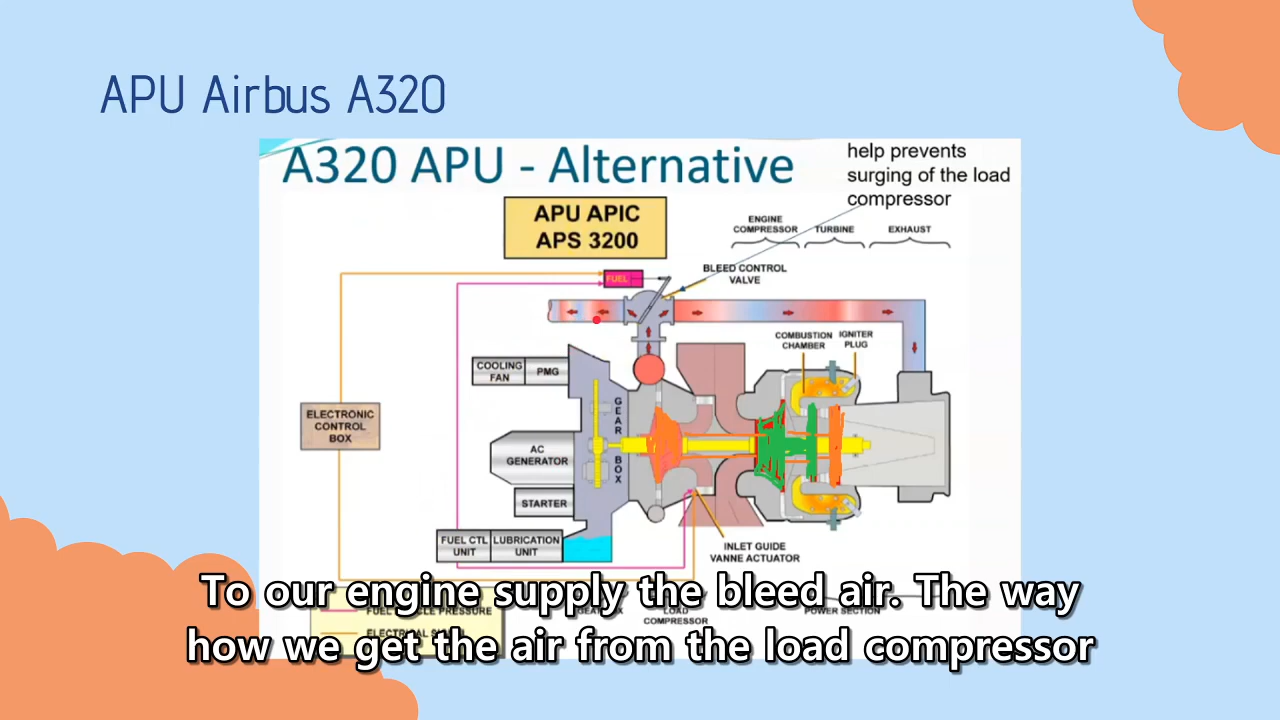 APU Airbus A320
A320 APU - Alternative
help prevents
surging of the load
compressor
APU APIC
APS 3200
ENGINE
COMPRESSOR
TURBINE
EXHAUST
FUEL
BLEED CONTROL
VALVE
COMBUSTION
CHAMBER
IGNITER
PLUG
COOLING
FAN
PMG
GEAR BOX
ELECTRONIC
CONTROL
BOX
AC
GENERATOR
STARTER
FUEL CTL
UNIT
LUBRICATION
UNIT
INLET GUIDE
VANNE ACTUATOR
LOAD
COMPRESSOR
POWER SECTION
PRESSURE
To our engine supply the bleed air. The way
how we get the air from the load compressor